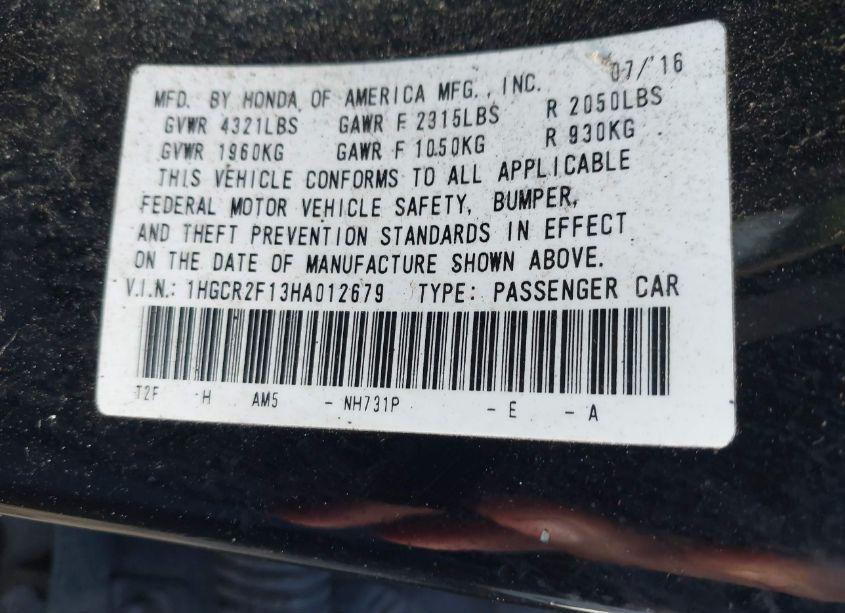 07/'16
MFD. BY HONDA OF AMERICA MFG., INC.
GVWR 4321LBS GAWR F 2315LBS R 2050LBS
GVWR 1960KG GAWR F 1050KG R 930KG
THIS VEHICLE CONFORMS TO ALL APPLICABLE
FEDERAL MOTOR VEHICLE SAFETY, BUMPER,
AND THEFT PREVENTION STANDARDS IN EFFECT
ON THE DATE OF MANUFACTURE SHOWN ABOVE.
V.I.N.: 1HGCR2F13HA012679 TYPE: PASSENGER CAR
T2F H AM5 - NH731P - E - A